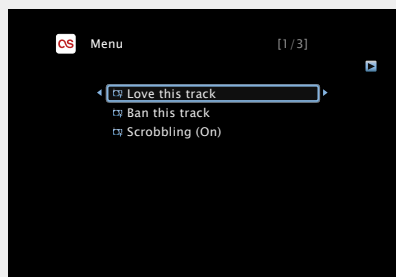 Menu [1/3]
Love this track
Ban this track
Scrobbling (On)